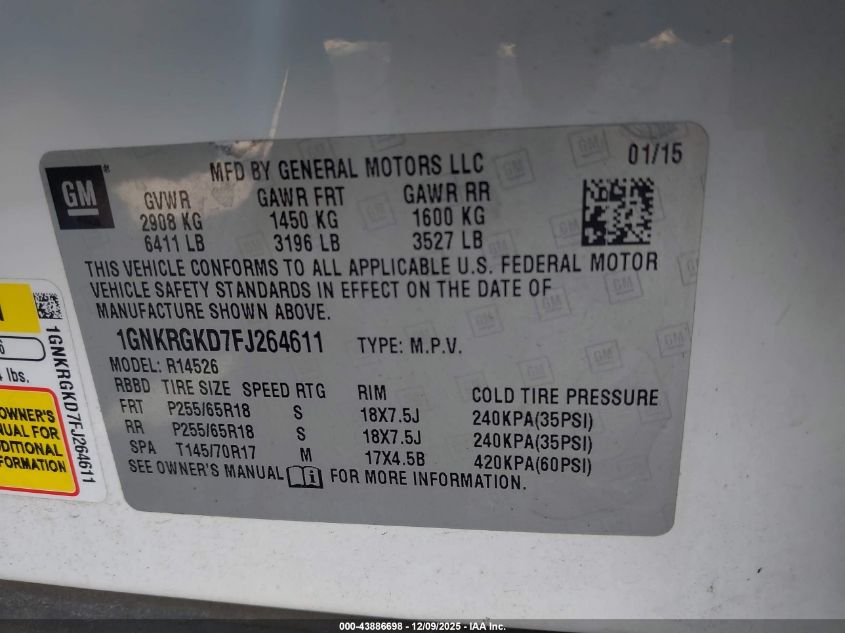 GM®
MFD BY GENERAL MOTORS LLC
01/15
GVWR GAWR FRT GAWR RR
2908 KG 1450 KG 1600 KG
6411 LB 3196 LB 3527 LB
THIS VEHICLE CONFORMS TO ALL APPLICABLE U.S. FEDERAL MOTOR
VEHICLE SAFETY STANDARDS IN EFFECT ON THE DATE OF
MANUFACTURE SHOWN ABOVE.
1GNKRGKD7FJ264611 TYPE: M.P.V.
MODEL: R14526
RBBD TIRE SIZE SPEED RTG RIM COLD TIRE PRESSURE
FRT P255/65R18 S 18X7.5J 240KPA(35PSI)
RR P255/65R18 S 18X7.5J 240KPA(35PSI)
SPA T145/70R17 M 17X4.5B 420KPA(60PSI)
SEE OWNER'S MANUAL FOR MORE INFORMATION.
lbs.
OWNER'S
FOR
1GNKRGKD7FJ264611
000-43886698 - 12/09/2025 - IAA Inc.